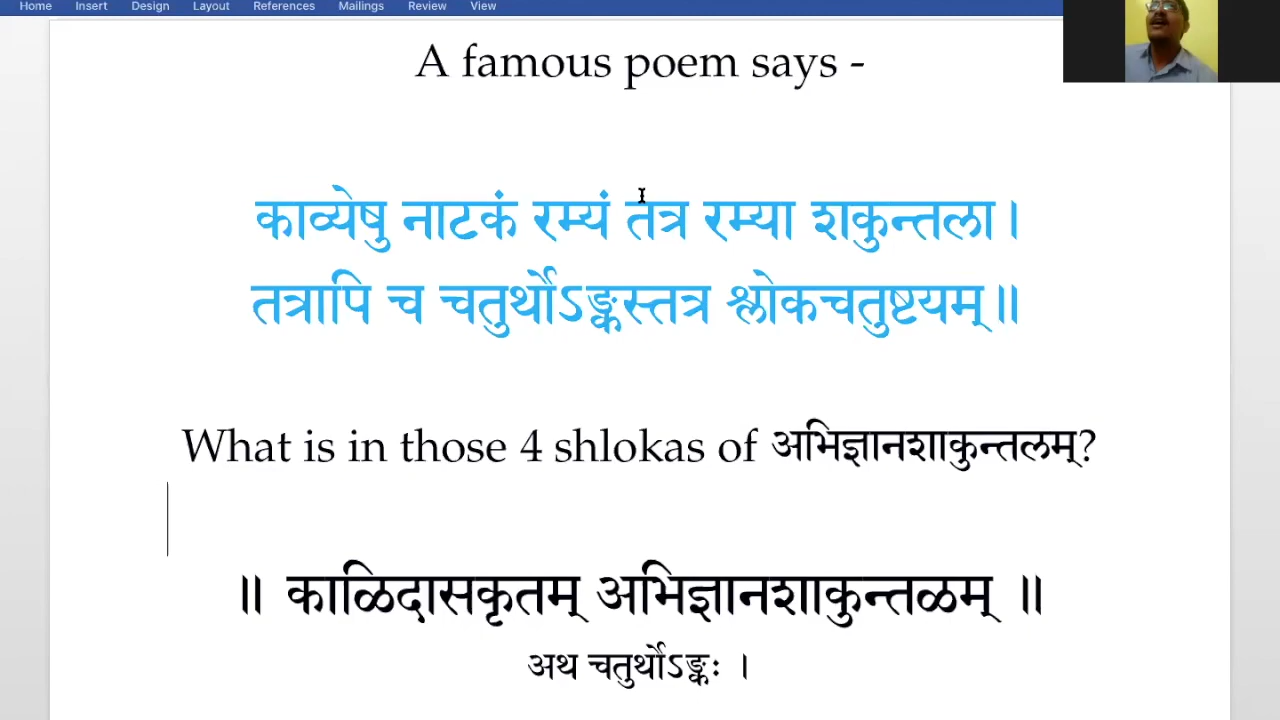 Home Insert Design Layout References Mailings Review View
A famous poem says -
काव्येषु नाटकं रम्यं तत्र रम्या शकुन्तला।
तत्रापि च चतुर्थोऽङ्कस्तत्र श्लोकचतुष्टयम्॥
What is in those 4 shlokas of अभिज्ञानशाकुन्तलम्?
॥ काळिदासकृतम् अभिज्ञानशाकुन्तळम् ॥
अथ चतुर्थोऽङ्कः ।